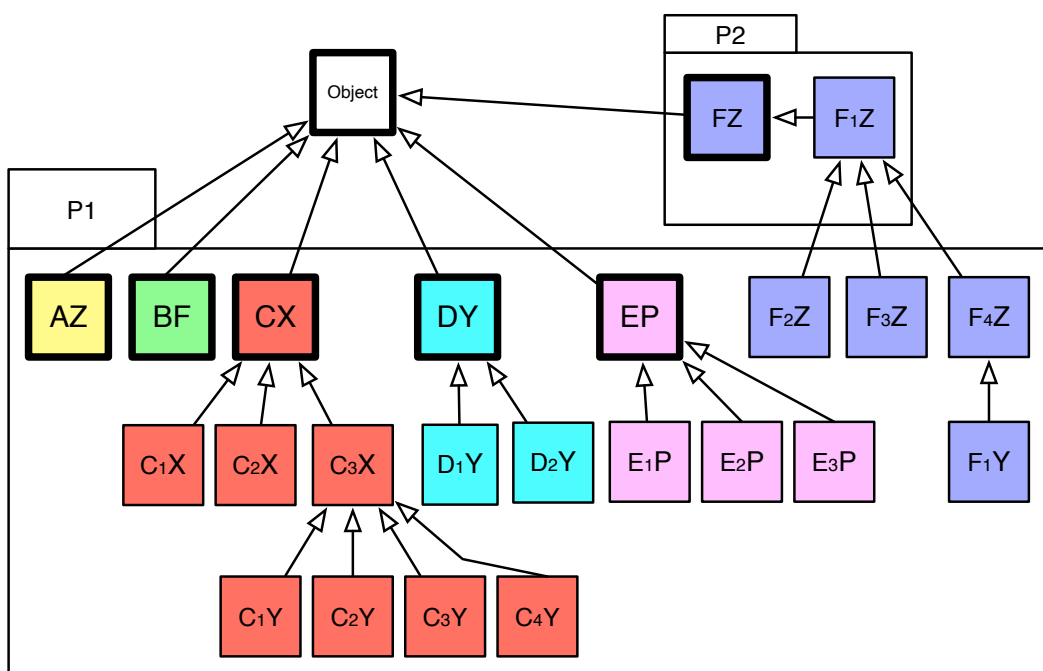 P2
Object
FZ
F1Z
P1
AZ
BF
CX
DY
EP
F2Z
F3Z
F4Z
C1X
C2X
C3X
D1Y
D2Y
E1P
E2P
E3P
F1Y
C1Y
C2Y
C3Y
C4Y